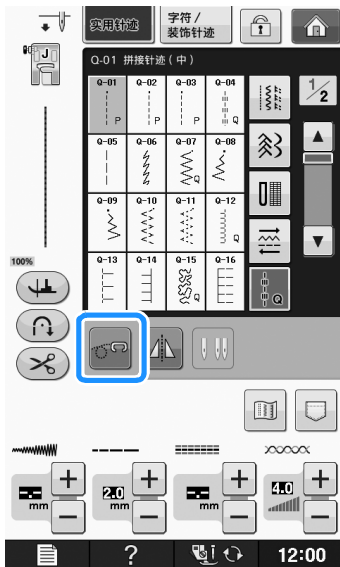 实用针迹
字符 /
装饰针迹
J
Q-01 拼接针迹（中）
1/2
Q-01 Q-02 Q-03 Q-04
P P P Q
Q-05 Q-06 Q-07 Q-08
Q
Q-09 Q-10 Q-11 Q-12
Q
Q-13 Q-14 Q-15 Q-16
Q
Q
100%
-.-
mm
2.0
mm
-.-
mm
4.0
?
12:00